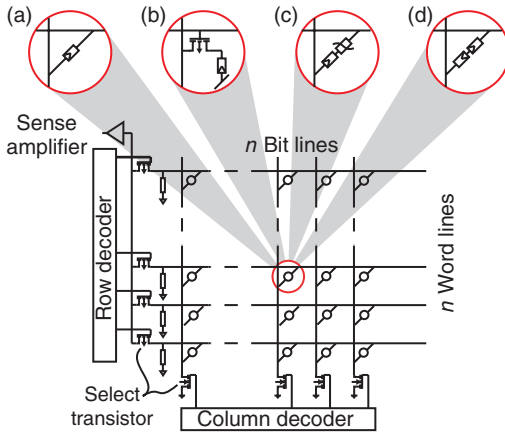 (a) (b) (c) (d)
Sense
amplifier
n Bit lines
Row decoder
n Word lines
Select
transistor
Column decoder